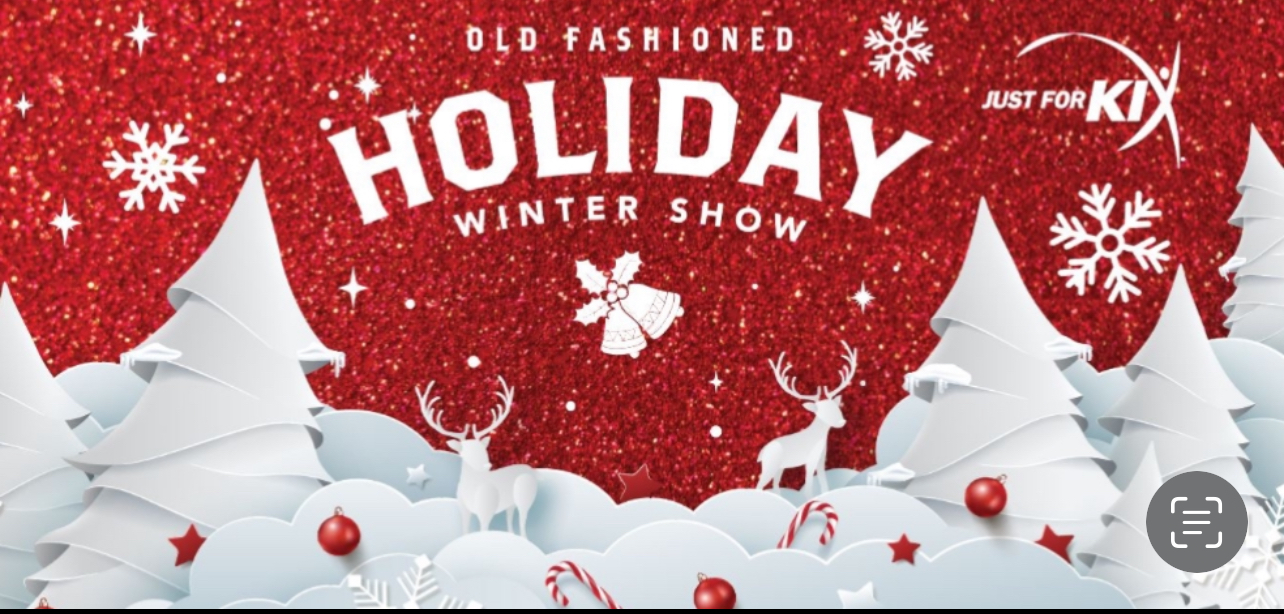 OLD FASHIONED
HOLIDAY
WINTER SHOW
JUST FOR KIX